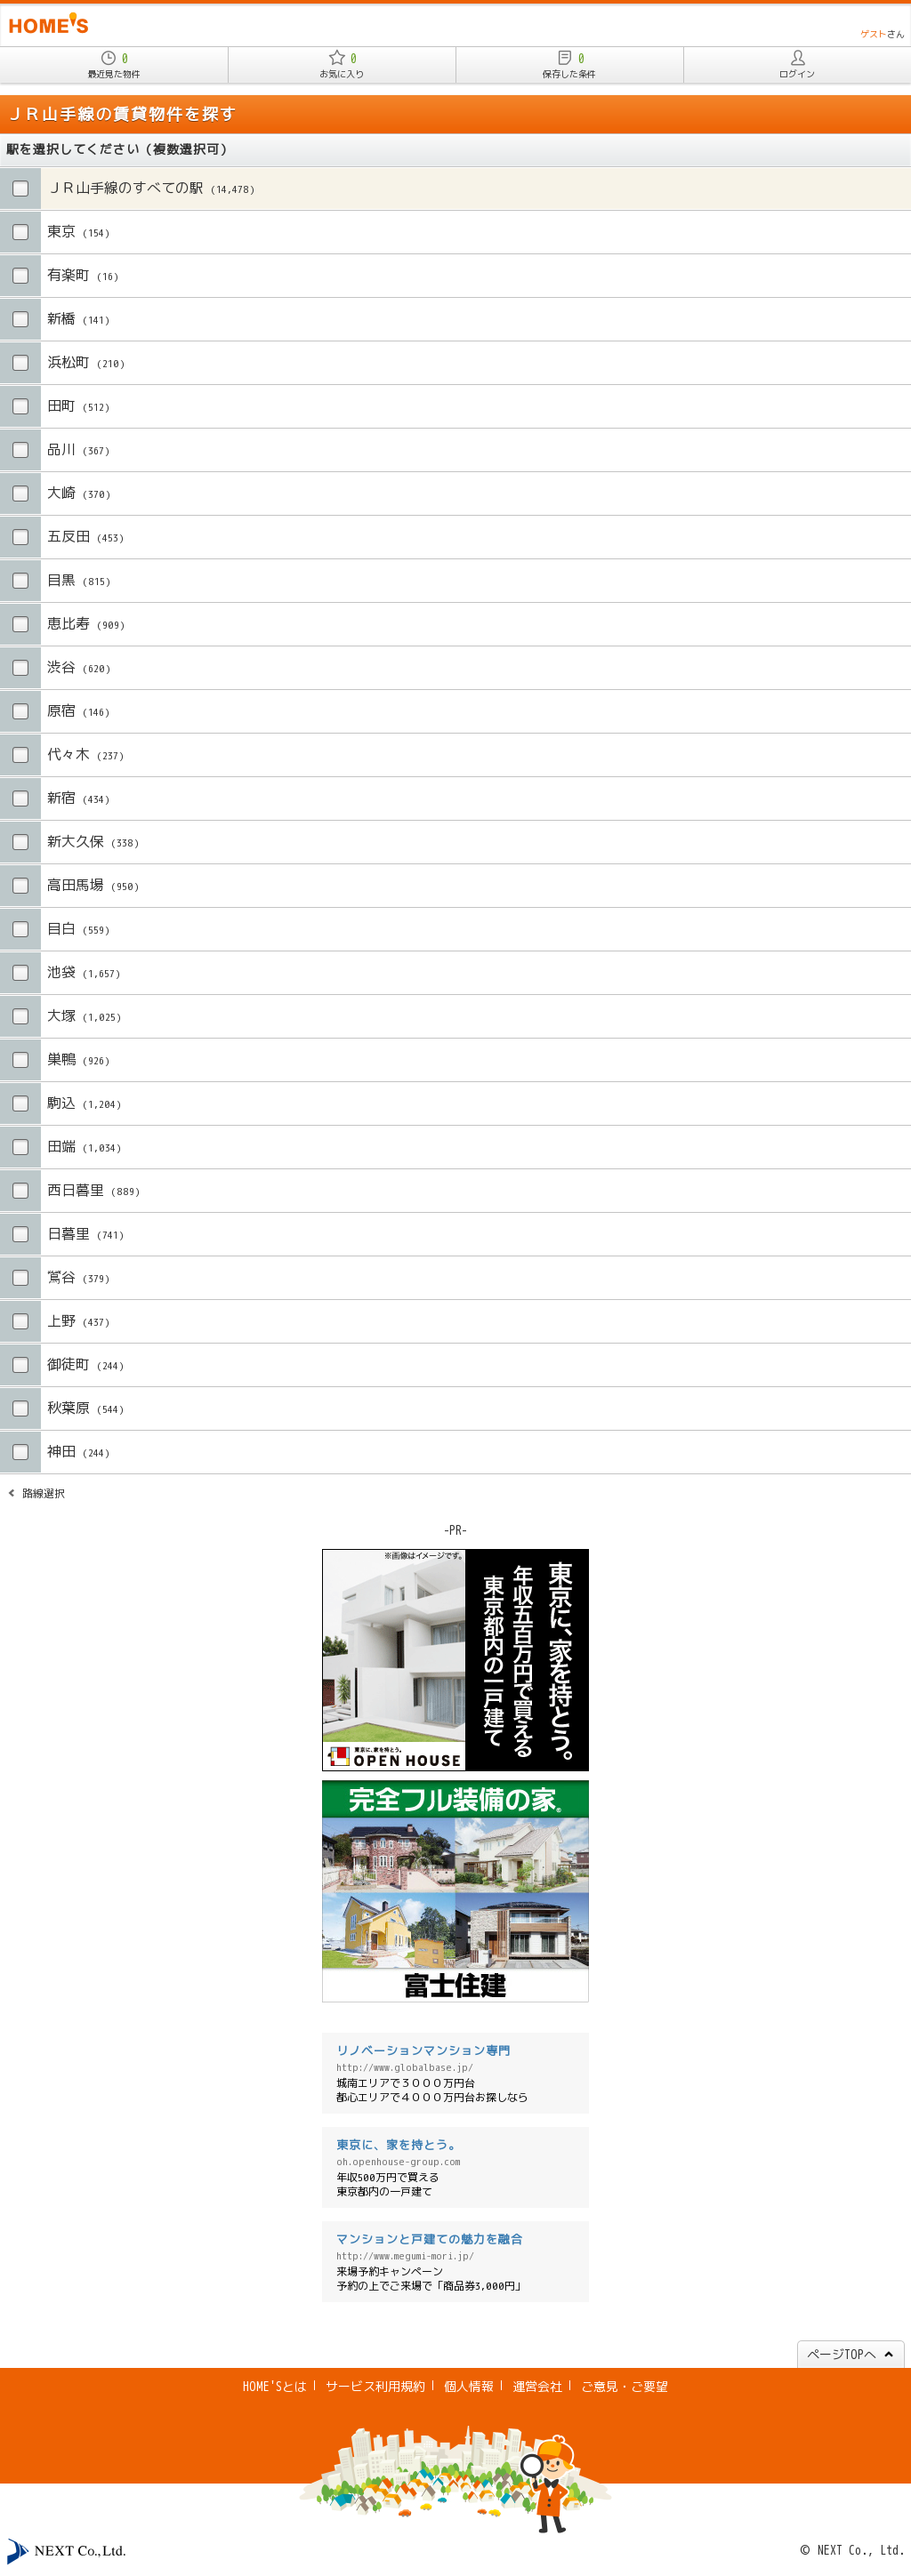 HOME'S
ゲストさん
0
最近見た物件
0
お気に入り
0
保存した条件
ログイン
ＪＲ山手線の賃貸物件を探す
駅を選択してください（複数選択可）
ＪＲ山手線のすべての駅 (14,478)
東京 (154)
有楽町 (16)
新橋 (141)
浜松町 (210)
田町 (512)
品川 (367)
大崎 (370)
五反田 (453)
目黒 (815)
恵比寿 (909)
渋谷 (620)
原宿 (146)
代々木 (237)
新宿 (434)
新大久保 (338)
高田馬場 (950)
目白 (559)
池袋 (1,657)
大塚 (1,025)
巣鴨 (926)
駒込 (1,204)
田端 (1,034)
西日暮里 (889)
日暮里 (741)
鶯谷 (379)
上野 (437)
御徒町 (244)
秋葉原 (544)
神田 (244)
路線選択
-PR-
※画像はイメージです。
東京に、家を持とう。
年収五百万円で買える
東京都内の一戸建て
東京に、家を持とう。
OPEN HOUSE
完全フル装備の家®
富士住建
リノベーションマンション専門
http://www.globalbase.jp/
城南エリアで３０００万円台
都心エリアで４０００万円台お探しなら
東京に、家を持とう。
oh.openhouse-group.com
年収500万円で買える
東京都内の一戸建て
マンションと戸建ての魅力を融合
http://www.megumi-mori.jp/
来場予約キャンペーン
予約の上でご来場で「商品券3,000円」
ページTOPへ
HOME'Sとは | サービス利用規約 | 個人情報 | 運営会社 | ご意見・ご要望
NEXT Co., Ltd.
© NEXT Co., Ltd.